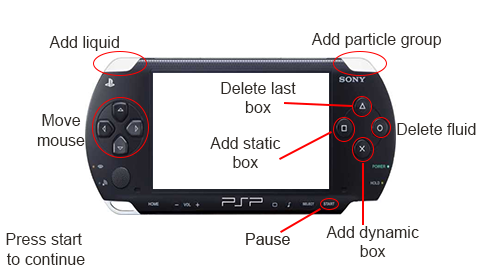 Add liquid
Add particle group
SONY
Delete last
box
Move
mouse
Add static
box
Delete fluid
POWER
HOLD
HOME
VOL
PSP
SELECT
START
Press start
to continue
Pause
Add dynamic
box